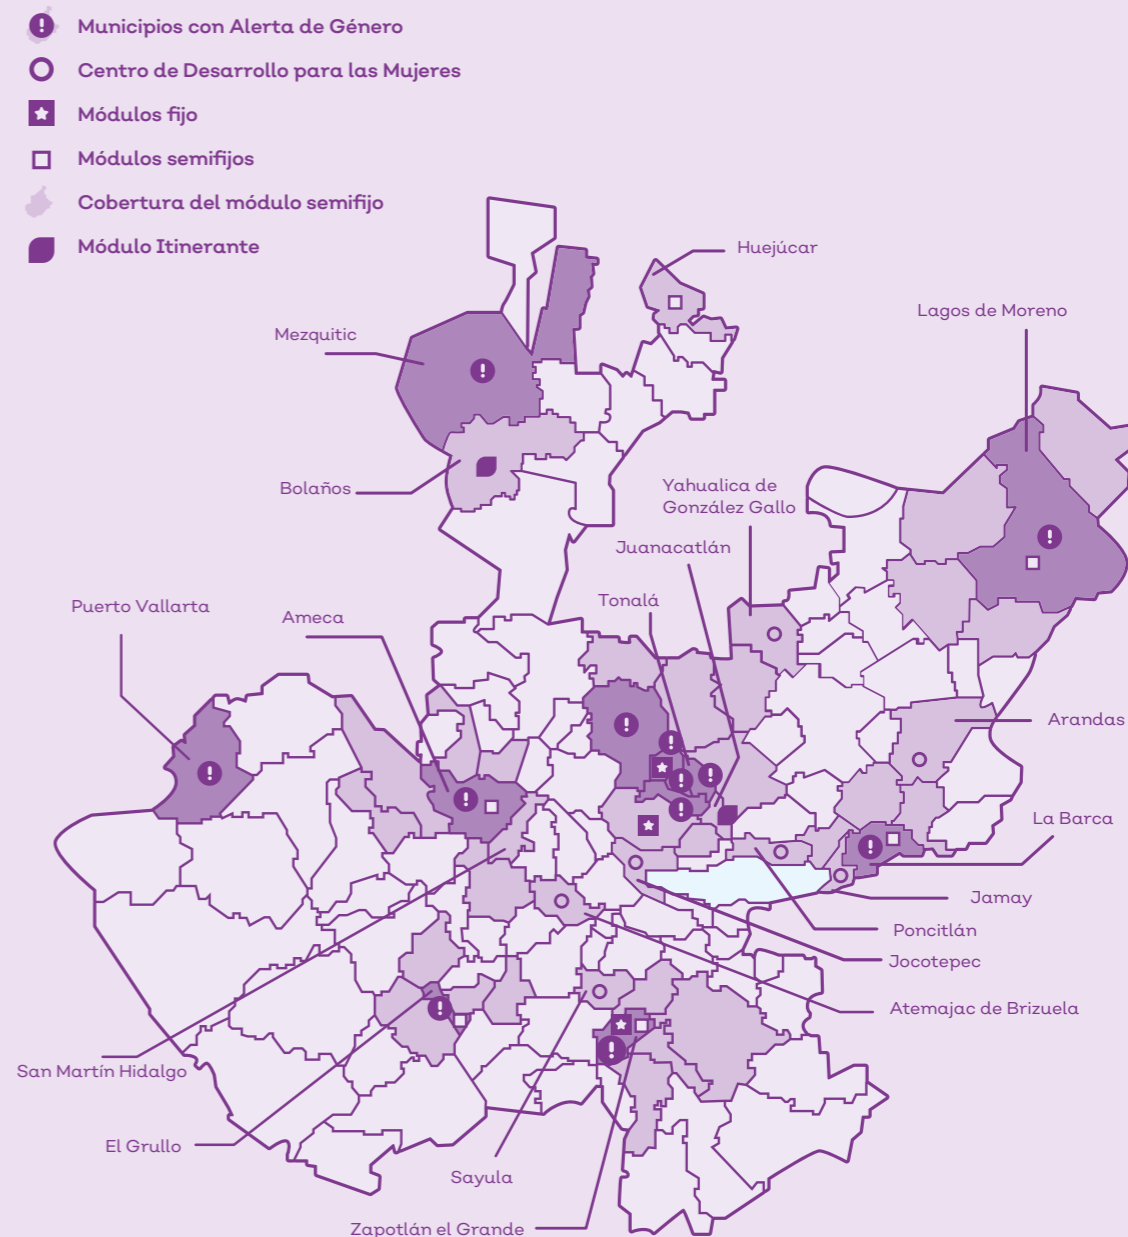 Municipios con Alerta de Género
Centro de Desarrollo para las Mujeres
Módulos fijo
Módulos semifijos
Cobertura del módulo semifijo
Módulo Itinerante
Huejúcar
Lagos de Moreno
Mezquitic
Bolaños
Yahualica de
González Gallo
Juanacatlán
Tonalá
Puerto Vallarta
Ameca
Arandas
La Barca
Jamay
Poncitlán
Jocotepec
Atemajac de Brizuela
San Martín Hidalgo
El Grullo
Sayula
Zapotlán el Grande